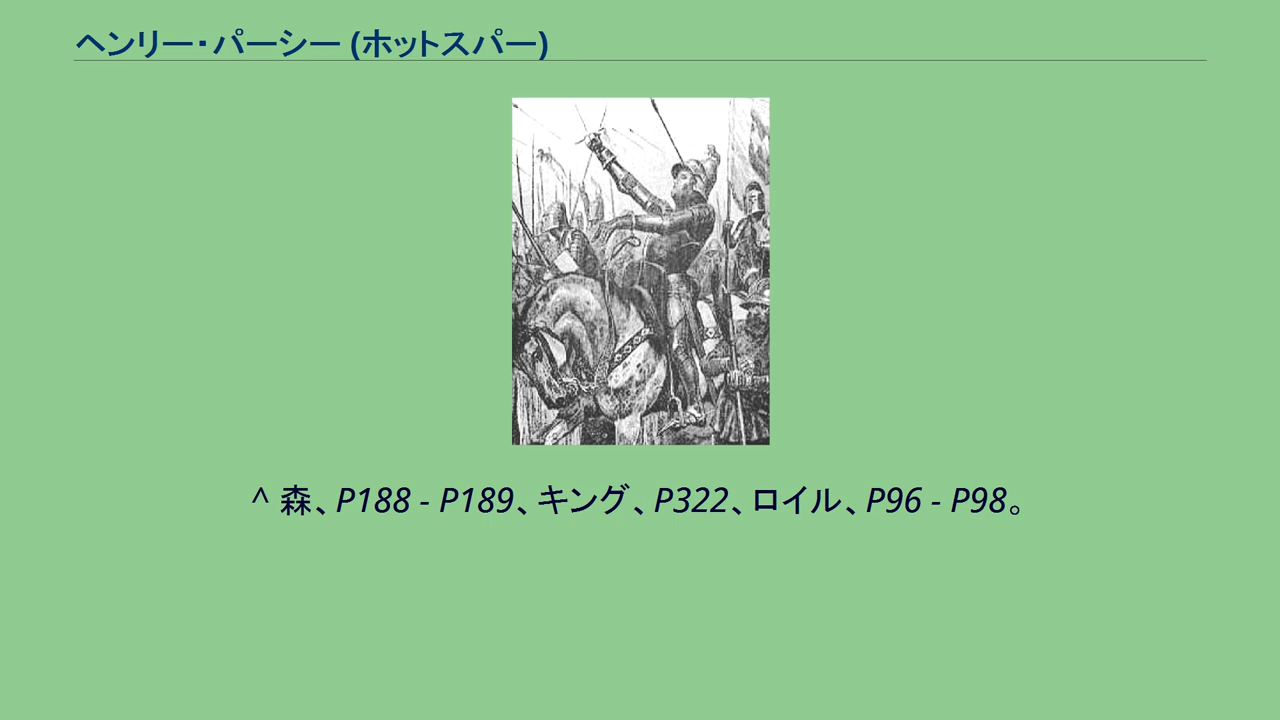 ヘンリー・パーシー (ホットスパー)
^ 森、P188 - P189、キング、P322、ロイル、P96 - P98。